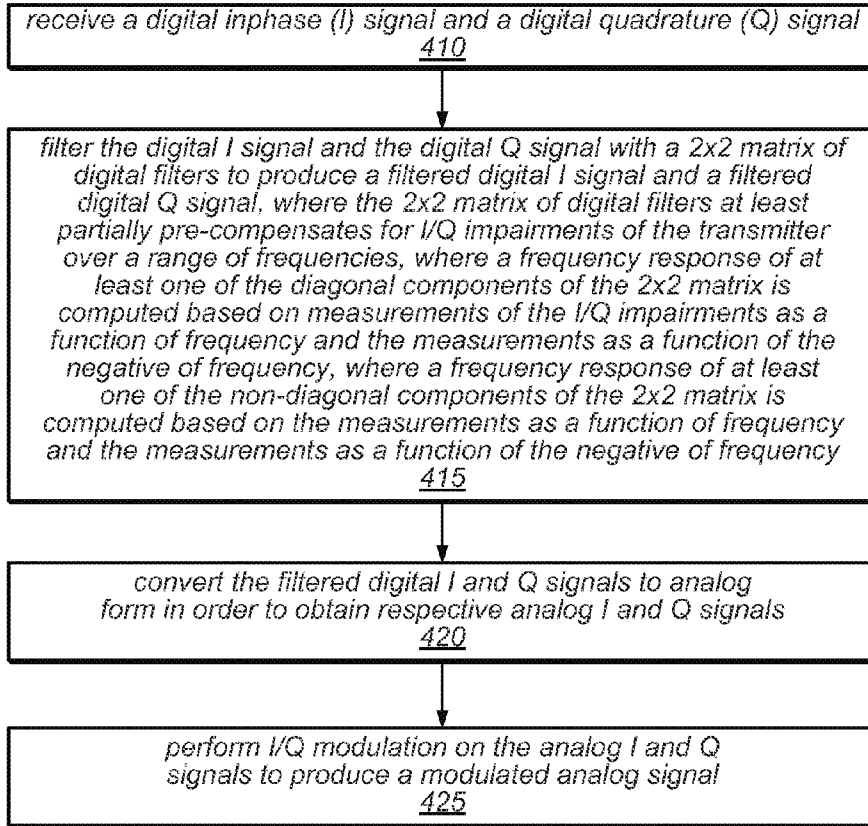 receive a digital inphase (I) signal and a digital quadrature (Q) signal
410
filter the digital I signal and the digital Q signal with a 2x2 matrix of
digital filters to produce a filtered digital I signal and a filtered
digital Q signal, where the 2x2 matrix of digital filters at least
partially pre-compensates for I/Q impairments of the transmitter
over a range of frequencies, where a frequency response of at
least one of the diagonal components of the 2x2 matrix is
computed based on measurements of the I/Q impairments as a
function of frequency and the measurements as a function of the
negative of frequency, where a frequency response of at least
one of the non-diagonal components of the 2x2 matrix is
computed based on the measurements as a function of frequency
and the measurements as a function of the negative of frequency
415
convert the filtered digital I and Q signals to analog
form in order to obtain respective analog I and Q signals
420
perform I/Q modulation on the analog I and Q
signals to produce a modulated analog signal
425